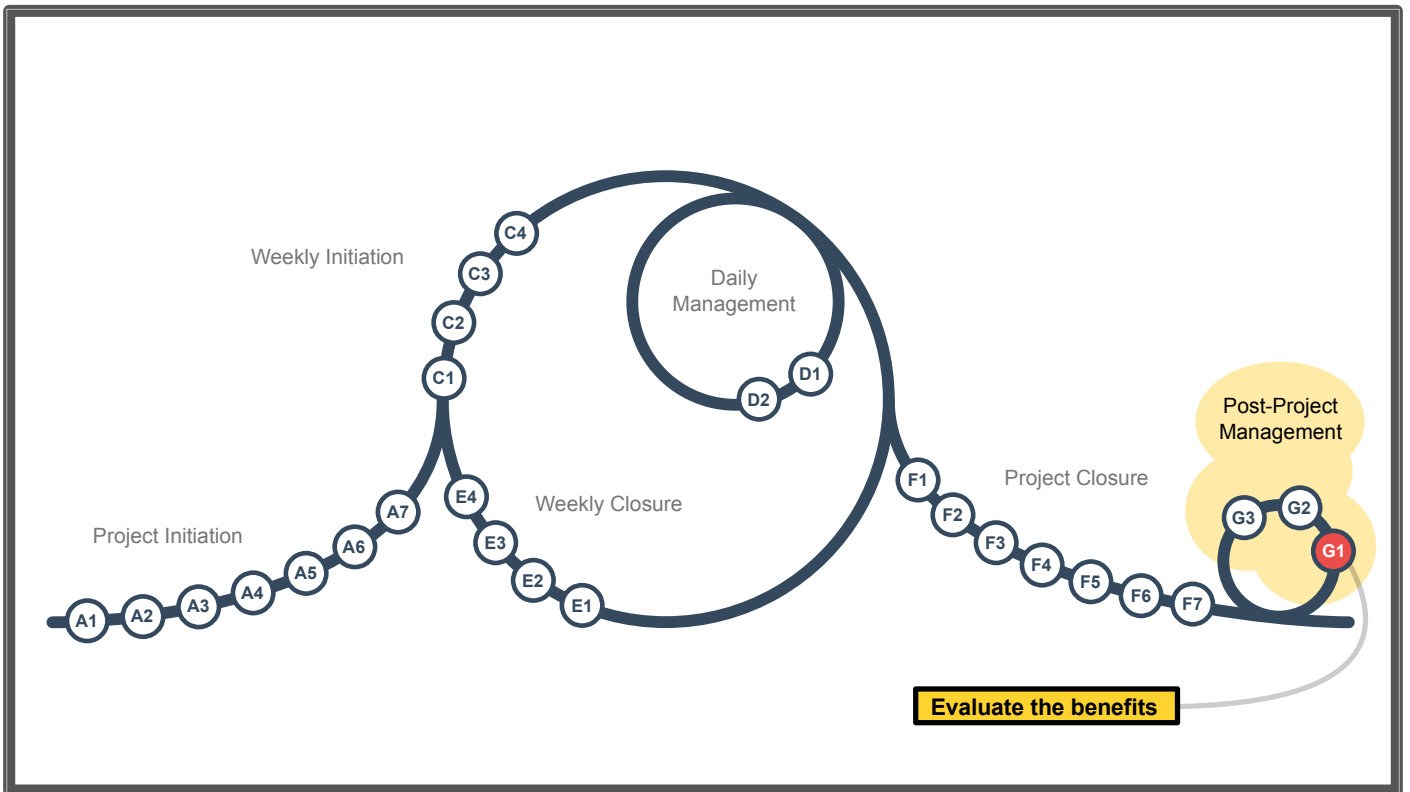 Weekly Initiation
C4
C3
C2
C1
Daily
Management
D1
D2
Project Initiation
A1
A2
A3
A4
A5
A6
A7
Weekly Closure
E4
E3
E2
E1
Project Closure
F1
F2
F3
F4
F5
F6
F7
Post-Project
Management
G3
G2
G1
Evaluate the benefits